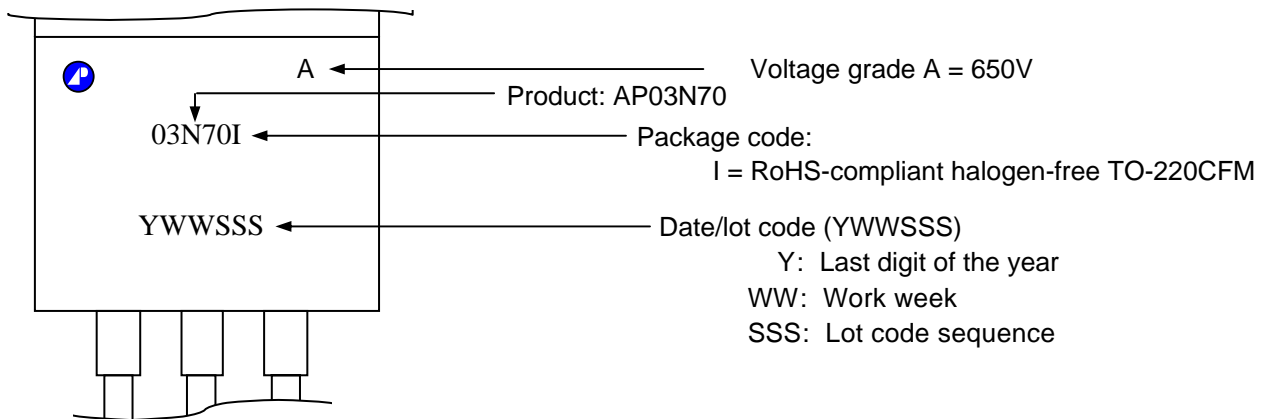 A
Voltage grade A = 650V
Product: AP03N70
03N70I
Package code:
I = RoHS-compliant halogen-free TO-220CFM
YWWSSS
Date/lot code (YWWSSS)
Y: Last digit of the year
WW: Work week
SSS: Lot code sequence